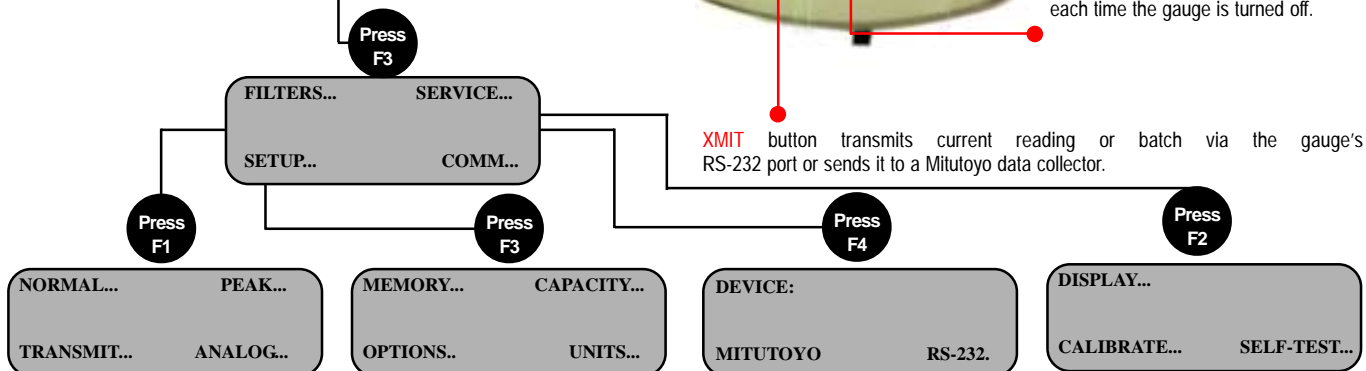 each time the gauge is turned off.
Press
F3
FILTERS... SERVICE...
SETUP... COMM...
XMIT button transmits current reading or batch via the gauge's
RS-232 port or sends it to a Mitutoyo data collector.
Press
F1
Press
F3
Press
F4
Press
F2
NORMAL... PEAK...
TRANSMIT... ANALOG...
MEMORY... CAPACITY...
OPTIONS.. UNITS...
DEVICE:
MITUTOYO RS-232.
DISPLAY...
CALIBRATE... SELF-TEST...